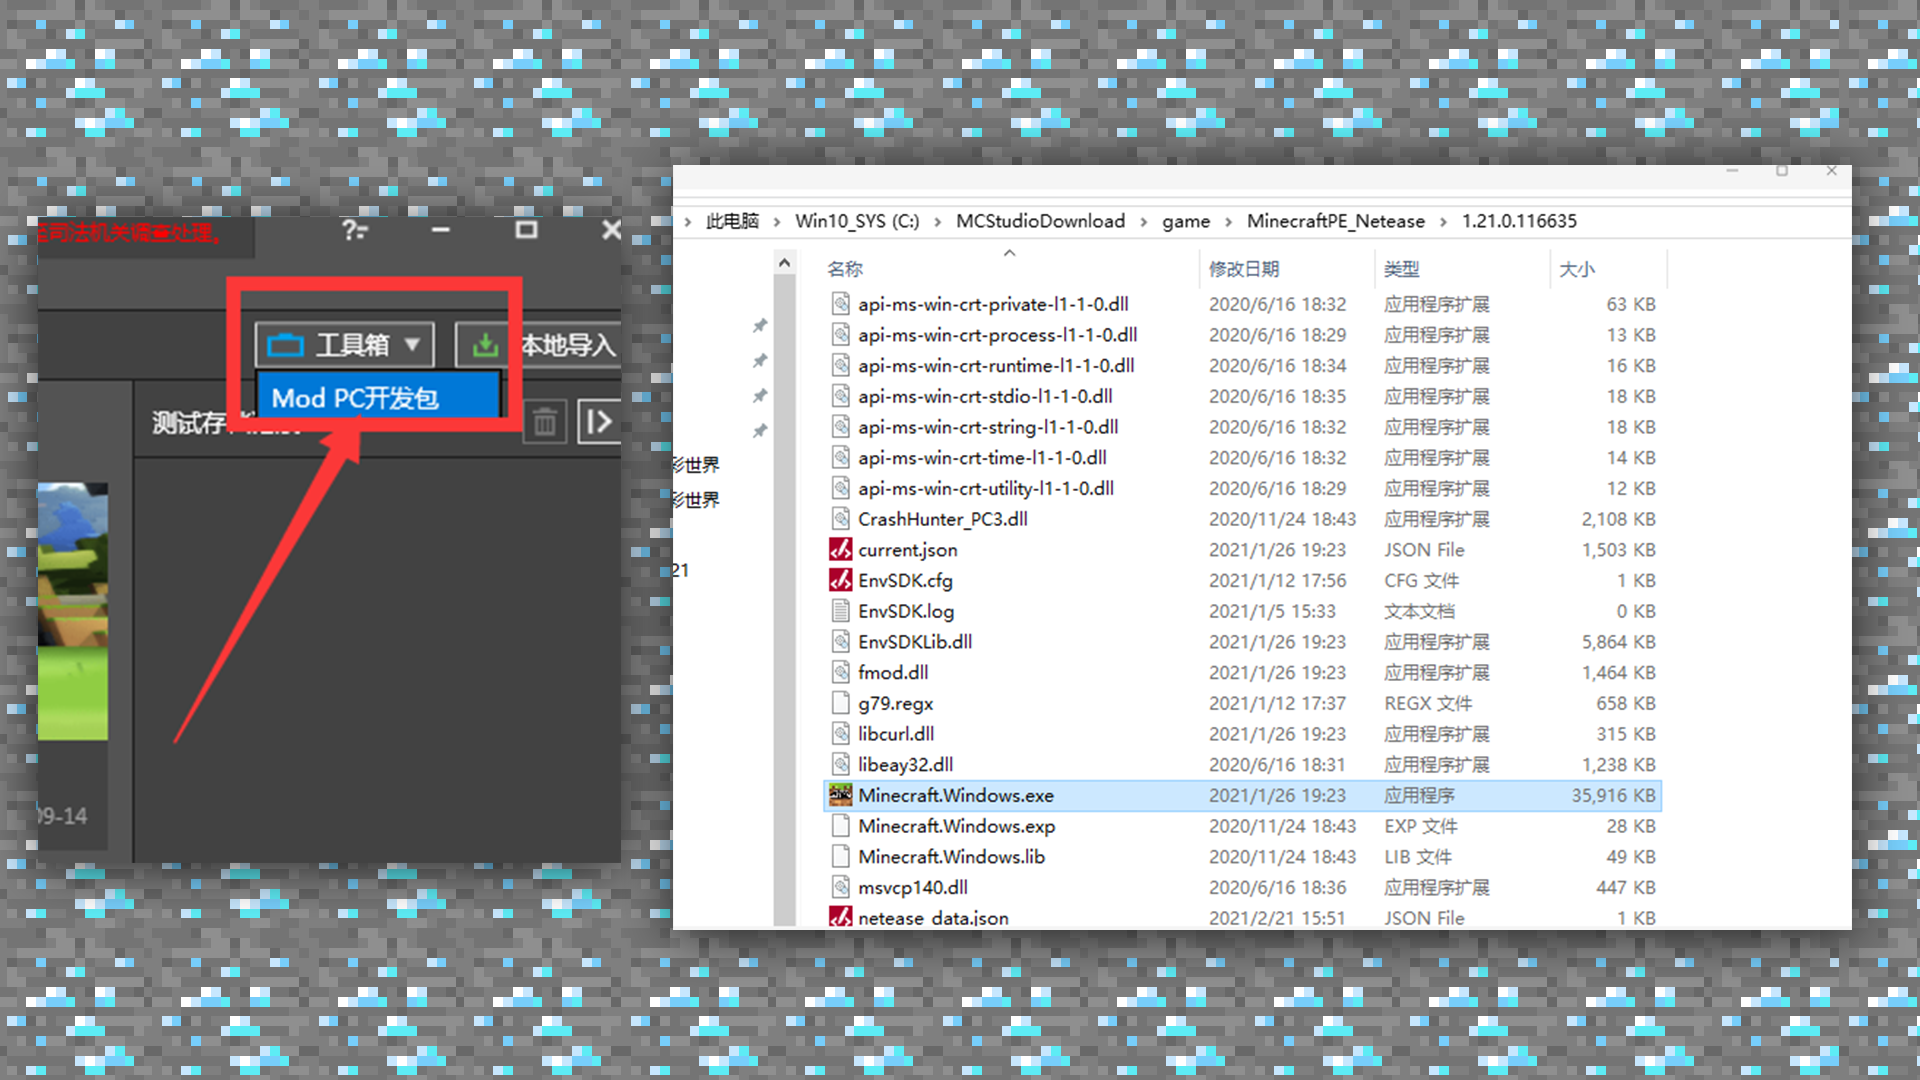 至司法机关调查处理。
工具箱
本地导入
Mod PC开发包
测试存
09-14
此电脑 › Win10_SYS (C:) › MCStudioDownload › game › MinecraftPE_Netease › 1.21.0.116635
名称 修改日期 类型 大小
api-ms-win-crt-private-l1-1-0.dll 2020/6/16 18:32 应用程序扩展 63 KB
api-ms-win-crt-process-l1-1-0.dll 2020/6/16 18:29 应用程序扩展 13 KB
api-ms-win-crt-runtime-l1-1-0.dll 2020/6/16 18:34 应用程序扩展 16 KB
api-ms-win-crt-stdio-l1-1-0.dll 2020/6/16 18:35 应用程序扩展 18 KB
api-ms-win-crt-string-l1-1-0.dll 2020/6/16 18:32 应用程序扩展 18 KB
api-ms-win-crt-time-l1-1-0.dll 2020/6/16 18:32 应用程序扩展 14 KB
彩世界
api-ms-win-crt-utility-l1-1-0.dll 2020/6/16 18:29 应用程序扩展 12 KB
彩世界
CrashHunter_PC3.dll 2020/11/24 18:43 应用程序扩展 2,108 KB
current.json 2021/1/26 19:23 JSON File 1,503 KB
21
EnvSDK.cfg 2021/1/12 17:56 CFG 文件 1 KB
EnvSDK.log 2021/1/5 15:33 文本文档 0 KB
EnvSDKLib.dll 2021/1/26 19:23 应用程序扩展 5,864 KB
fmod.dll 2021/1/26 19:23 应用程序扩展 1,464 KB
g79.regx 2021/1/12 17:37 REGX 文件 658 KB
libcurl.dll 2021/1/26 19:23 应用程序扩展 315 KB
libeay32.dll 2020/6/16 18:31 应用程序扩展 1,238 KB
Minecraft.Windows.exe 2021/1/26 19:23 应用程序 35,916 KB
Minecraft.Windows.exp 2020/11/24 18:43 EXP 文件 28 KB
Minecraft.Windows.lib 2020/11/24 18:43 LIB 文件 49 KB
msvcp140.dll 2020/6/16 18:36 应用程序扩展 447 KB
netease_data.json 2021/2/21 15:51 JSON File 1 KB